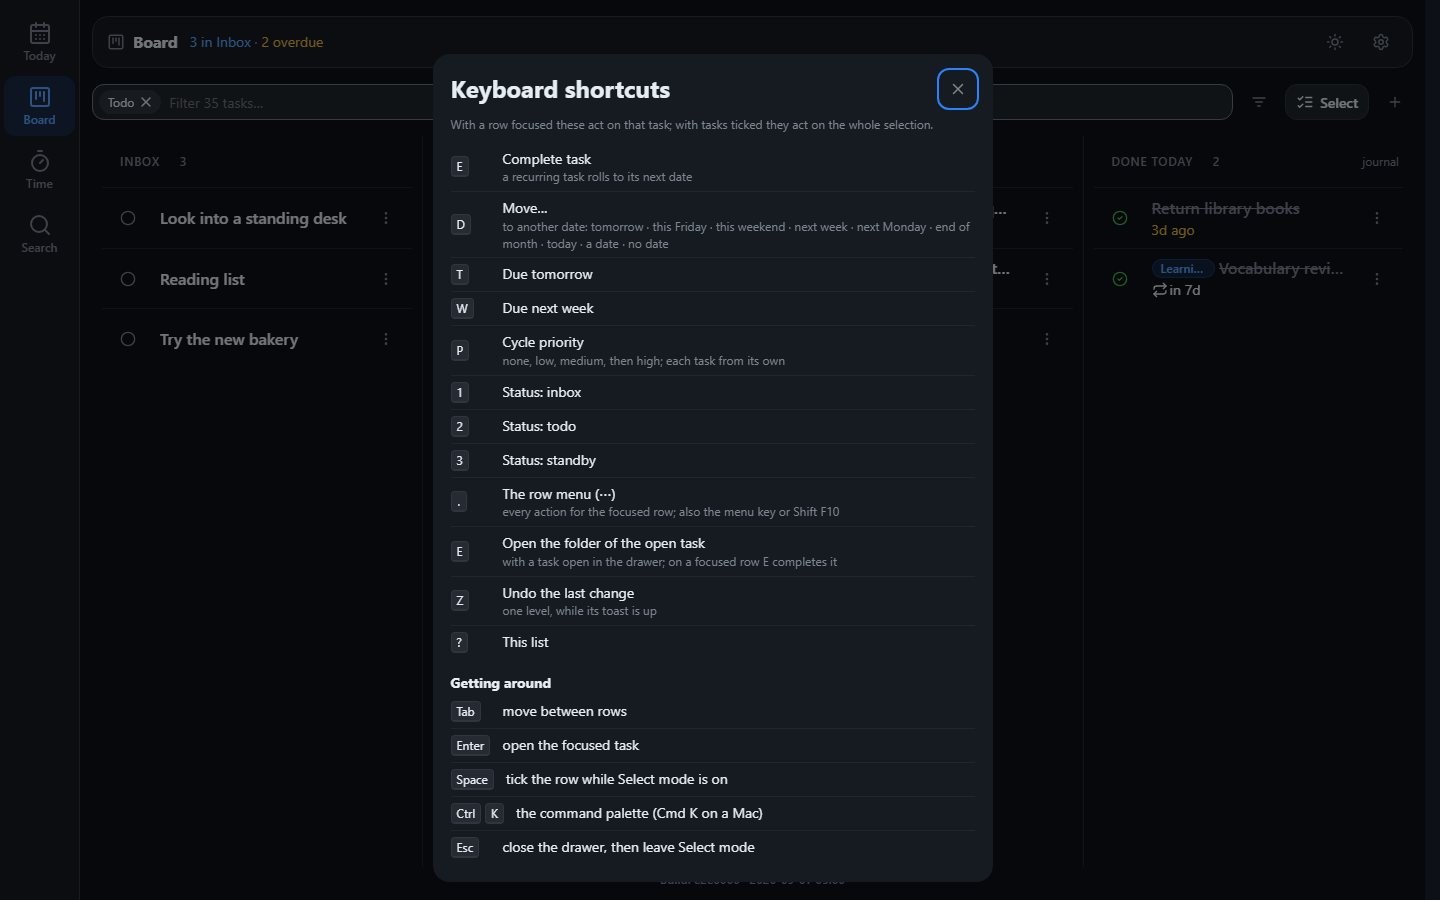 Today
Board
Time
Search
Board 3 in Inbox · 2 overdue
Todo Filter 35 tasks...
Select
INBOX 3
Look into a standing desk
Reading list
Try the new bakery
DONE TODAY 2 journal
Return library books
3d ago
Learni... Vocabulary revi...
in 7d
Keyboard shortcuts
With a row focused these act on that task; with tasks ticked they act on the whole selection.
E Complete task
a recurring task rolls to its next date
D Move...
to another date: tomorrow · this Friday · this weekend · next week · next Monday · end of
month · today · a date · no date
T Due tomorrow
W Due next week
P Cycle priority
none, low, medium, then high; each task from its own
1 Status: inbox
2 Status: todo
3 Status: standby
. The row menu (···)
every action for the focused row; also the menu key or Shift F10
E Open the folder of the open task
with a task open in the drawer; on a focused row E completes it
Z Undo the last change
one level, while its toast is up
? This list
Getting around
Tab move between rows
Enter open the focused task
Space tick the row while Select mode is on
Ctrl K the command palette (Cmd K on a Mac)
Esc close the drawer, then leave Select mode